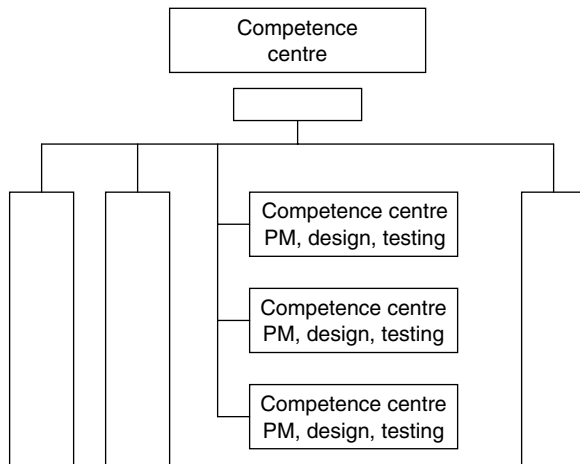 Competence
centre
Competence centre
PM, design, testing
Competence centre
PM, design, testing
Competence centre
PM, design, testing